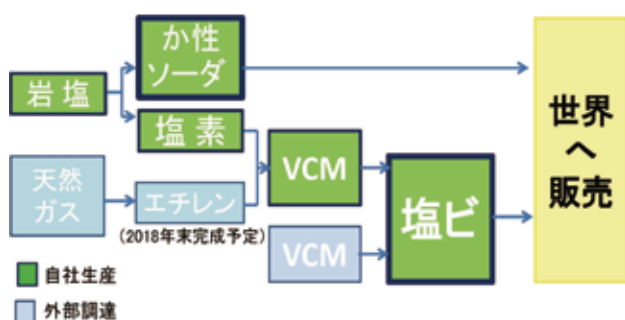 か性
ソーダ
岩塩
塩素
天然
ガス
エチレン
(2018年末完成予定)
VCM
VCM
塩ビ
世界
へ
販売
自社生産
外部調達